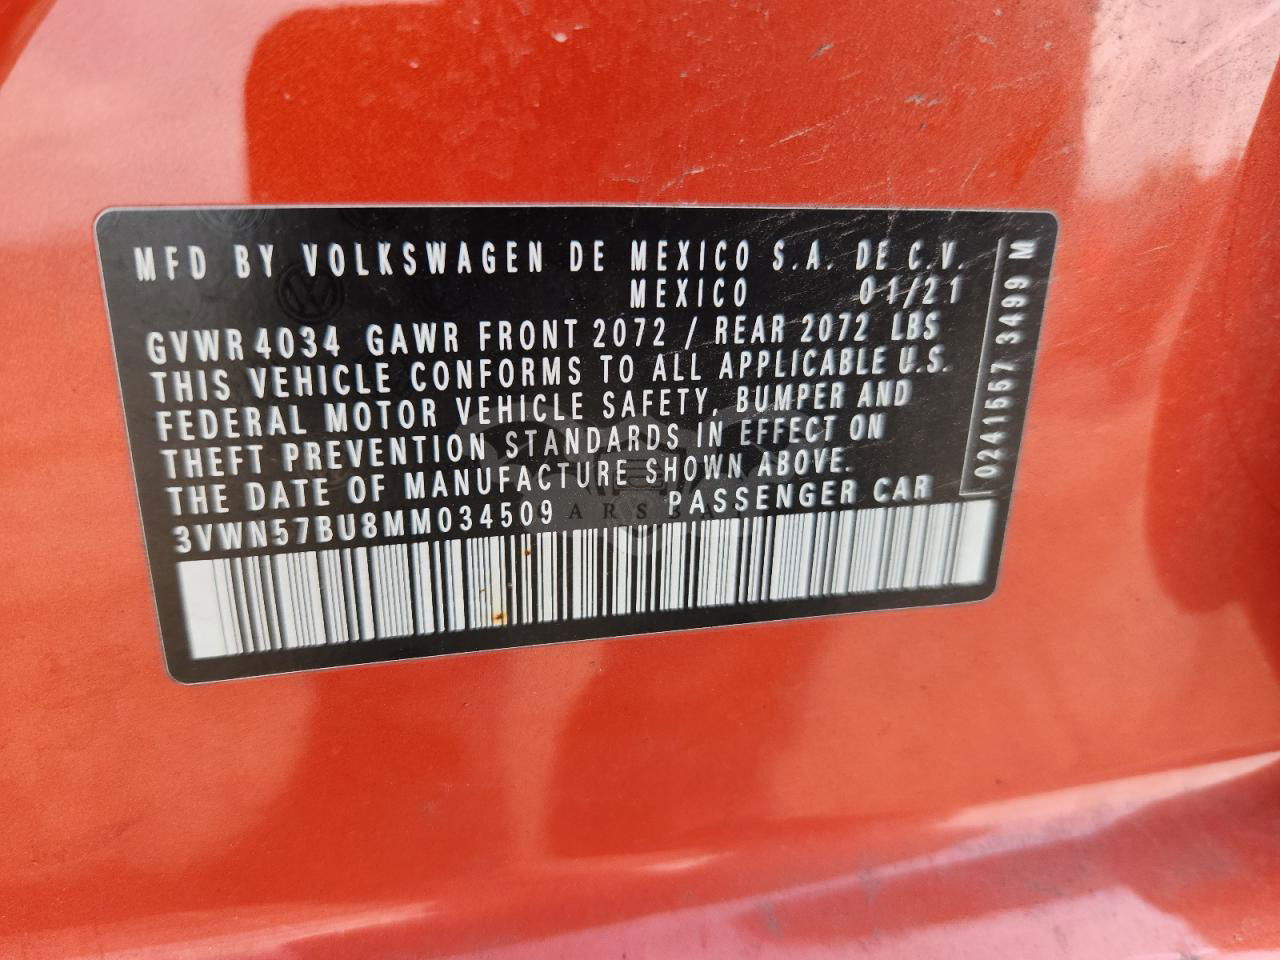 MFD BY VOLKSWAGEN DE MEXICO S.A. DE C.V.
MEXICO 01/21
GVWR 4034 GAWR FRONT 2072 / REAR 2072 LBS
THIS VEHICLE CONFORMS TO ALL APPLICABLE U.S.
FEDERAL MOTOR VEHICLE SAFETY, BUMPER AND
THEFT PREVENTION STANDARDS IN EFFECT ON
THE DATE OF MANUFACTURE SHOWN ABOVE.
3VWN57BU8MM034509 PASSENGER CAR
0241557 3499 M